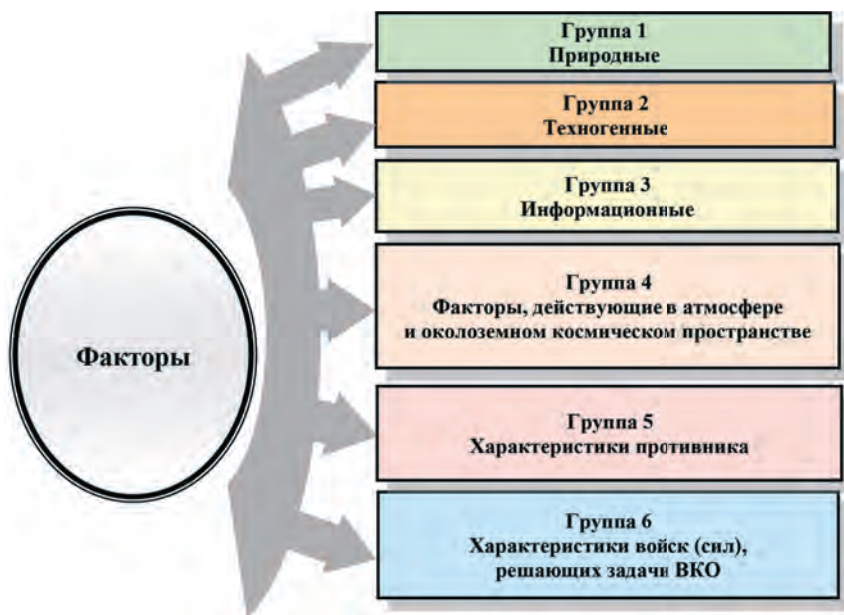 Факторы
Группа 1
Природные
Группа 2
Техногенные
Группа 3
Информационные
Группа 4
Факторы, действующие в атмосфере
и околоземном космическом пространстве
Группа 5
Характеристики противника
Группа 6
Характеристики войск (сил),
решающих задачи ВКО